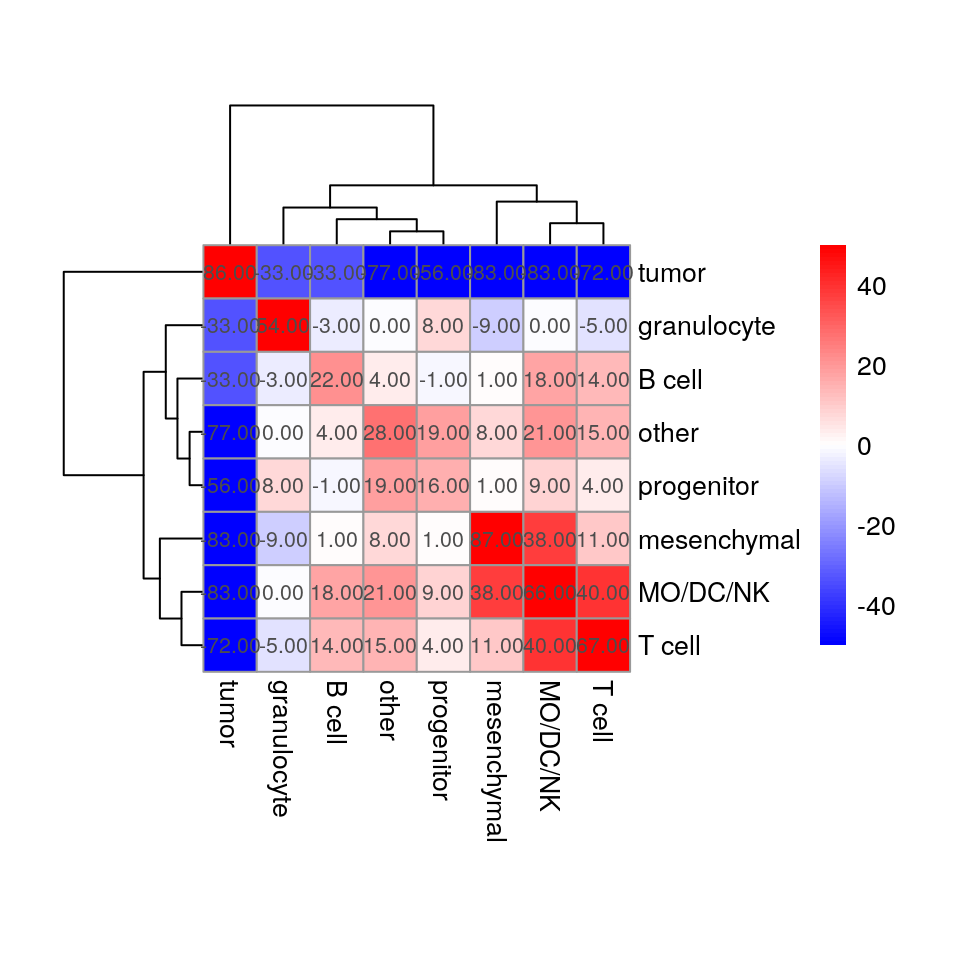 88.00 -33.00 -33.00 -77.00 -56.00 -83.00 -83.00 -72.00 tumor
-33.00 54.00 -3.00 0.00 8.00 -9.00 0.00 -5.00 granulocyte
-33.00 -3.00 22.00 4.00 -1.00 1.00 18.00 14.00 B cell
-77.00 0.00 4.00 28.00 19.00 8.00 21.00 15.00 other
-56.00 8.00 -1.00 19.00 16.00 1.00 9.00 4.00 progenitor
-83.00 -9.00 1.00 8.00 1.00 87.00 38.00 11.00 mesenchymal
-83.00 0.00 18.00 21.00 9.00 38.00 40.00 MO/DC/NK
-72.00 -5.00 14.00 15.00 4.00 11.00 40.00 67.00 T cell
tumor
granulocyte
B cell
other
progenitor
mesenchymal
MO/DC/NK
T cell
40
20
0
-20
-40